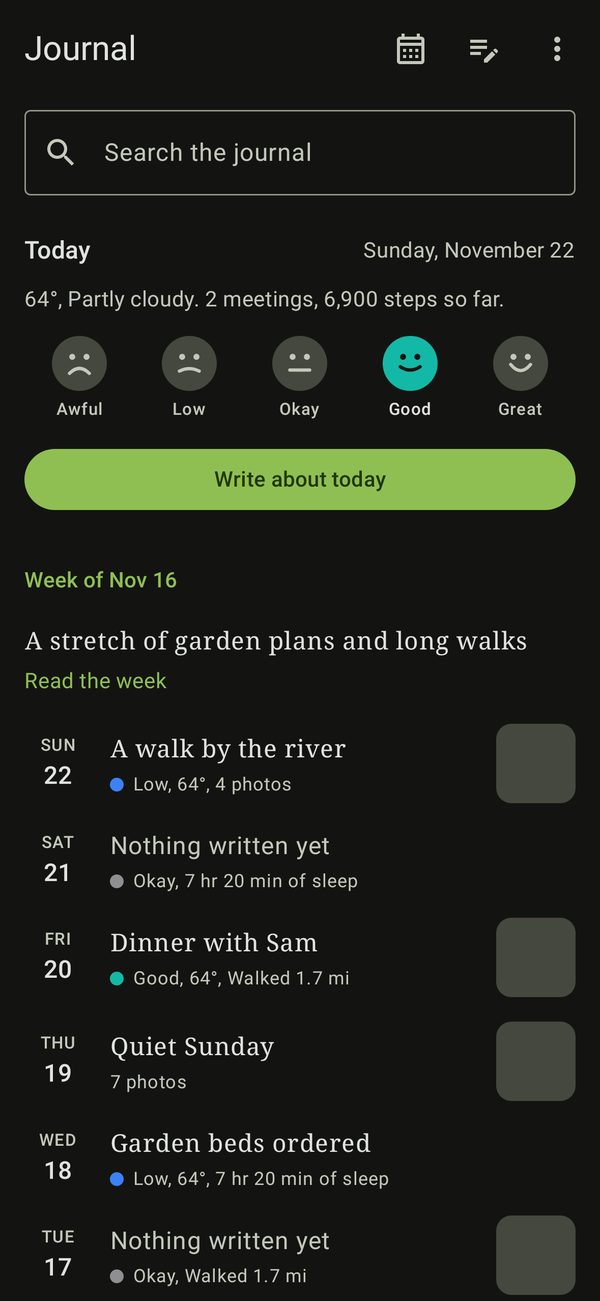 Journal
Search the journal
Today
Sunday, November 22
64°, Partly cloudy. 2 meetings, 6,900 steps so far.
Awful
Low
Okay
Good
Great
Write about today
Week of Nov 16
A stretch of garden plans and long walks
Read the week
SUN
22
A walk by the river
Low, 64°, 4 photos
SAT
21
Nothing written yet
Okay, 7 hr 20 min of sleep
FRI
20
Dinner with Sam
Good, 64°, Walked 1.7 mi
THU
19
Quiet Sunday
7 photos
WED
18
Garden beds ordered
Low, 64°, 7 hr 20 min of sleep
TUE
17
Nothing written yet
Okay, Walked 1.7 mi